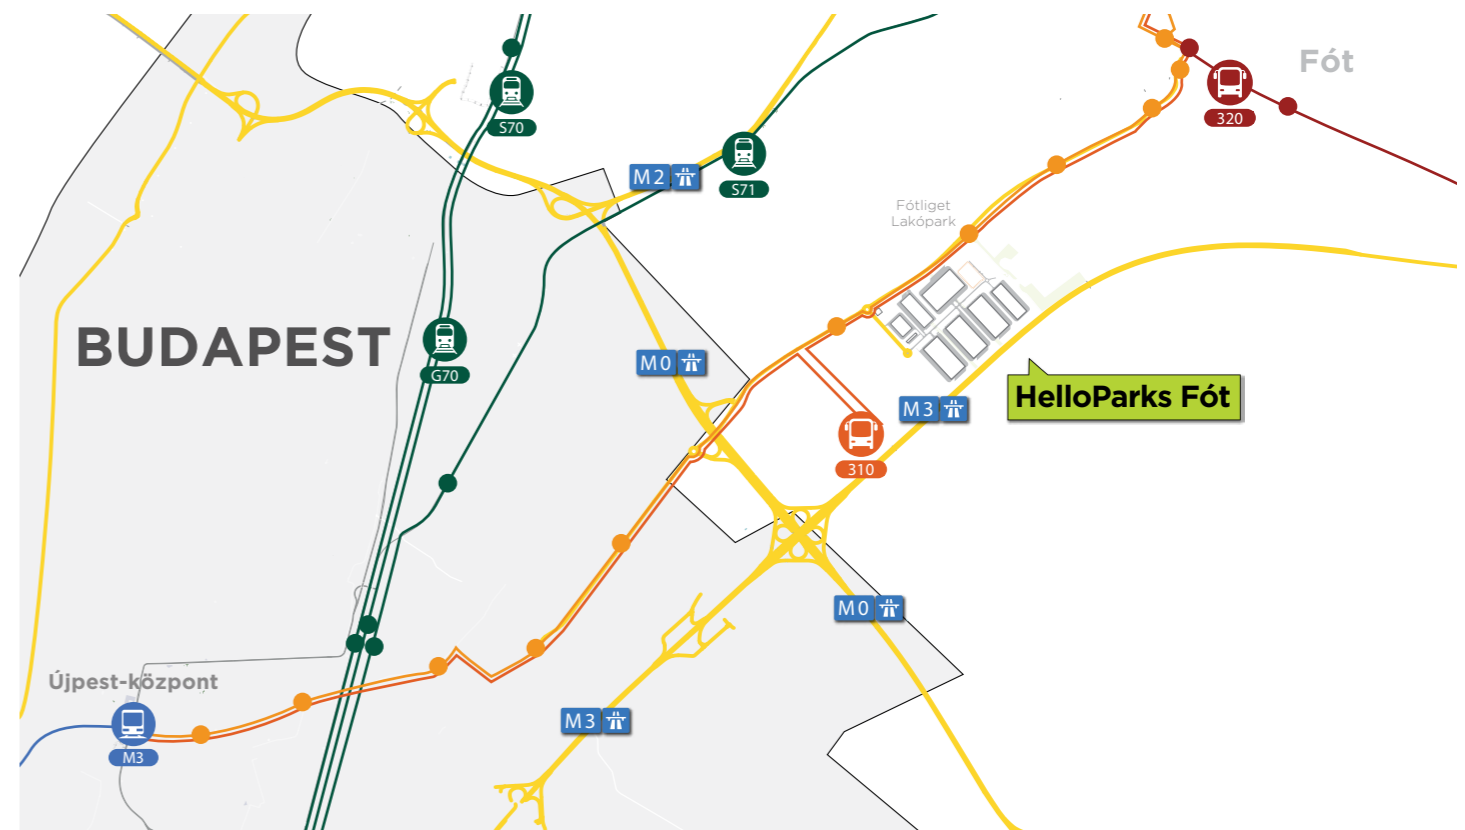 Fót
320
S70
M2
S71
Fótliget
Lakópark
BUDAPEST
M0
G70
HelloParks Fót
M3
310
M0
Újpest-központ
M3
M3